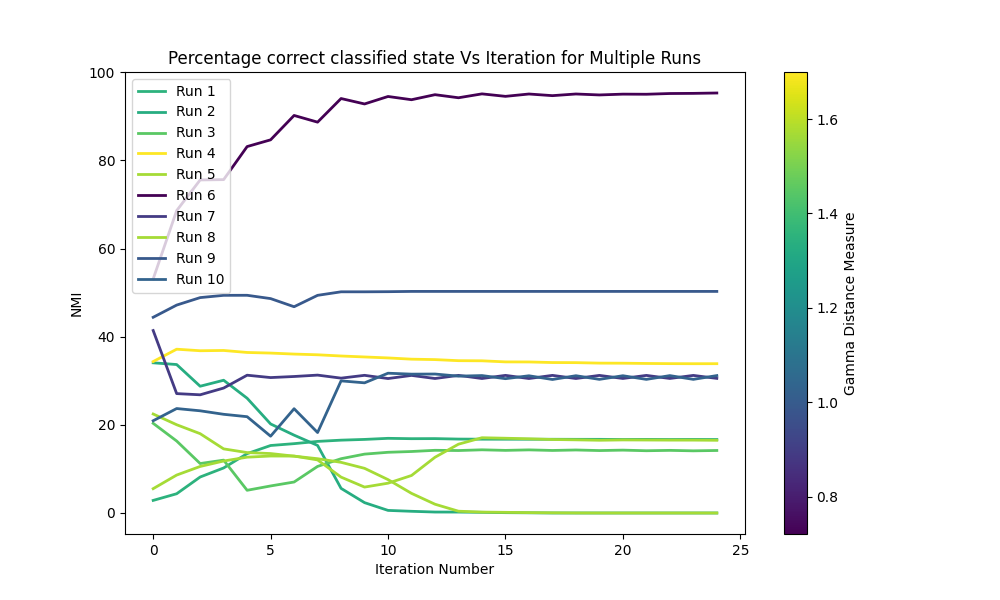 Percentage correct classified state Vs Iteration for Multiple Runs
100
80
60
40
20
0
NMI
Run 1
Run 2
Run 3
Run 4
Run 5
Run 6
Run 7
Run 8
Run 9
Run 10
0 5 10 15 20 25
Iteration Number
1.6
1.4
1.2
1.0
0.8
Gamma Distance Measure